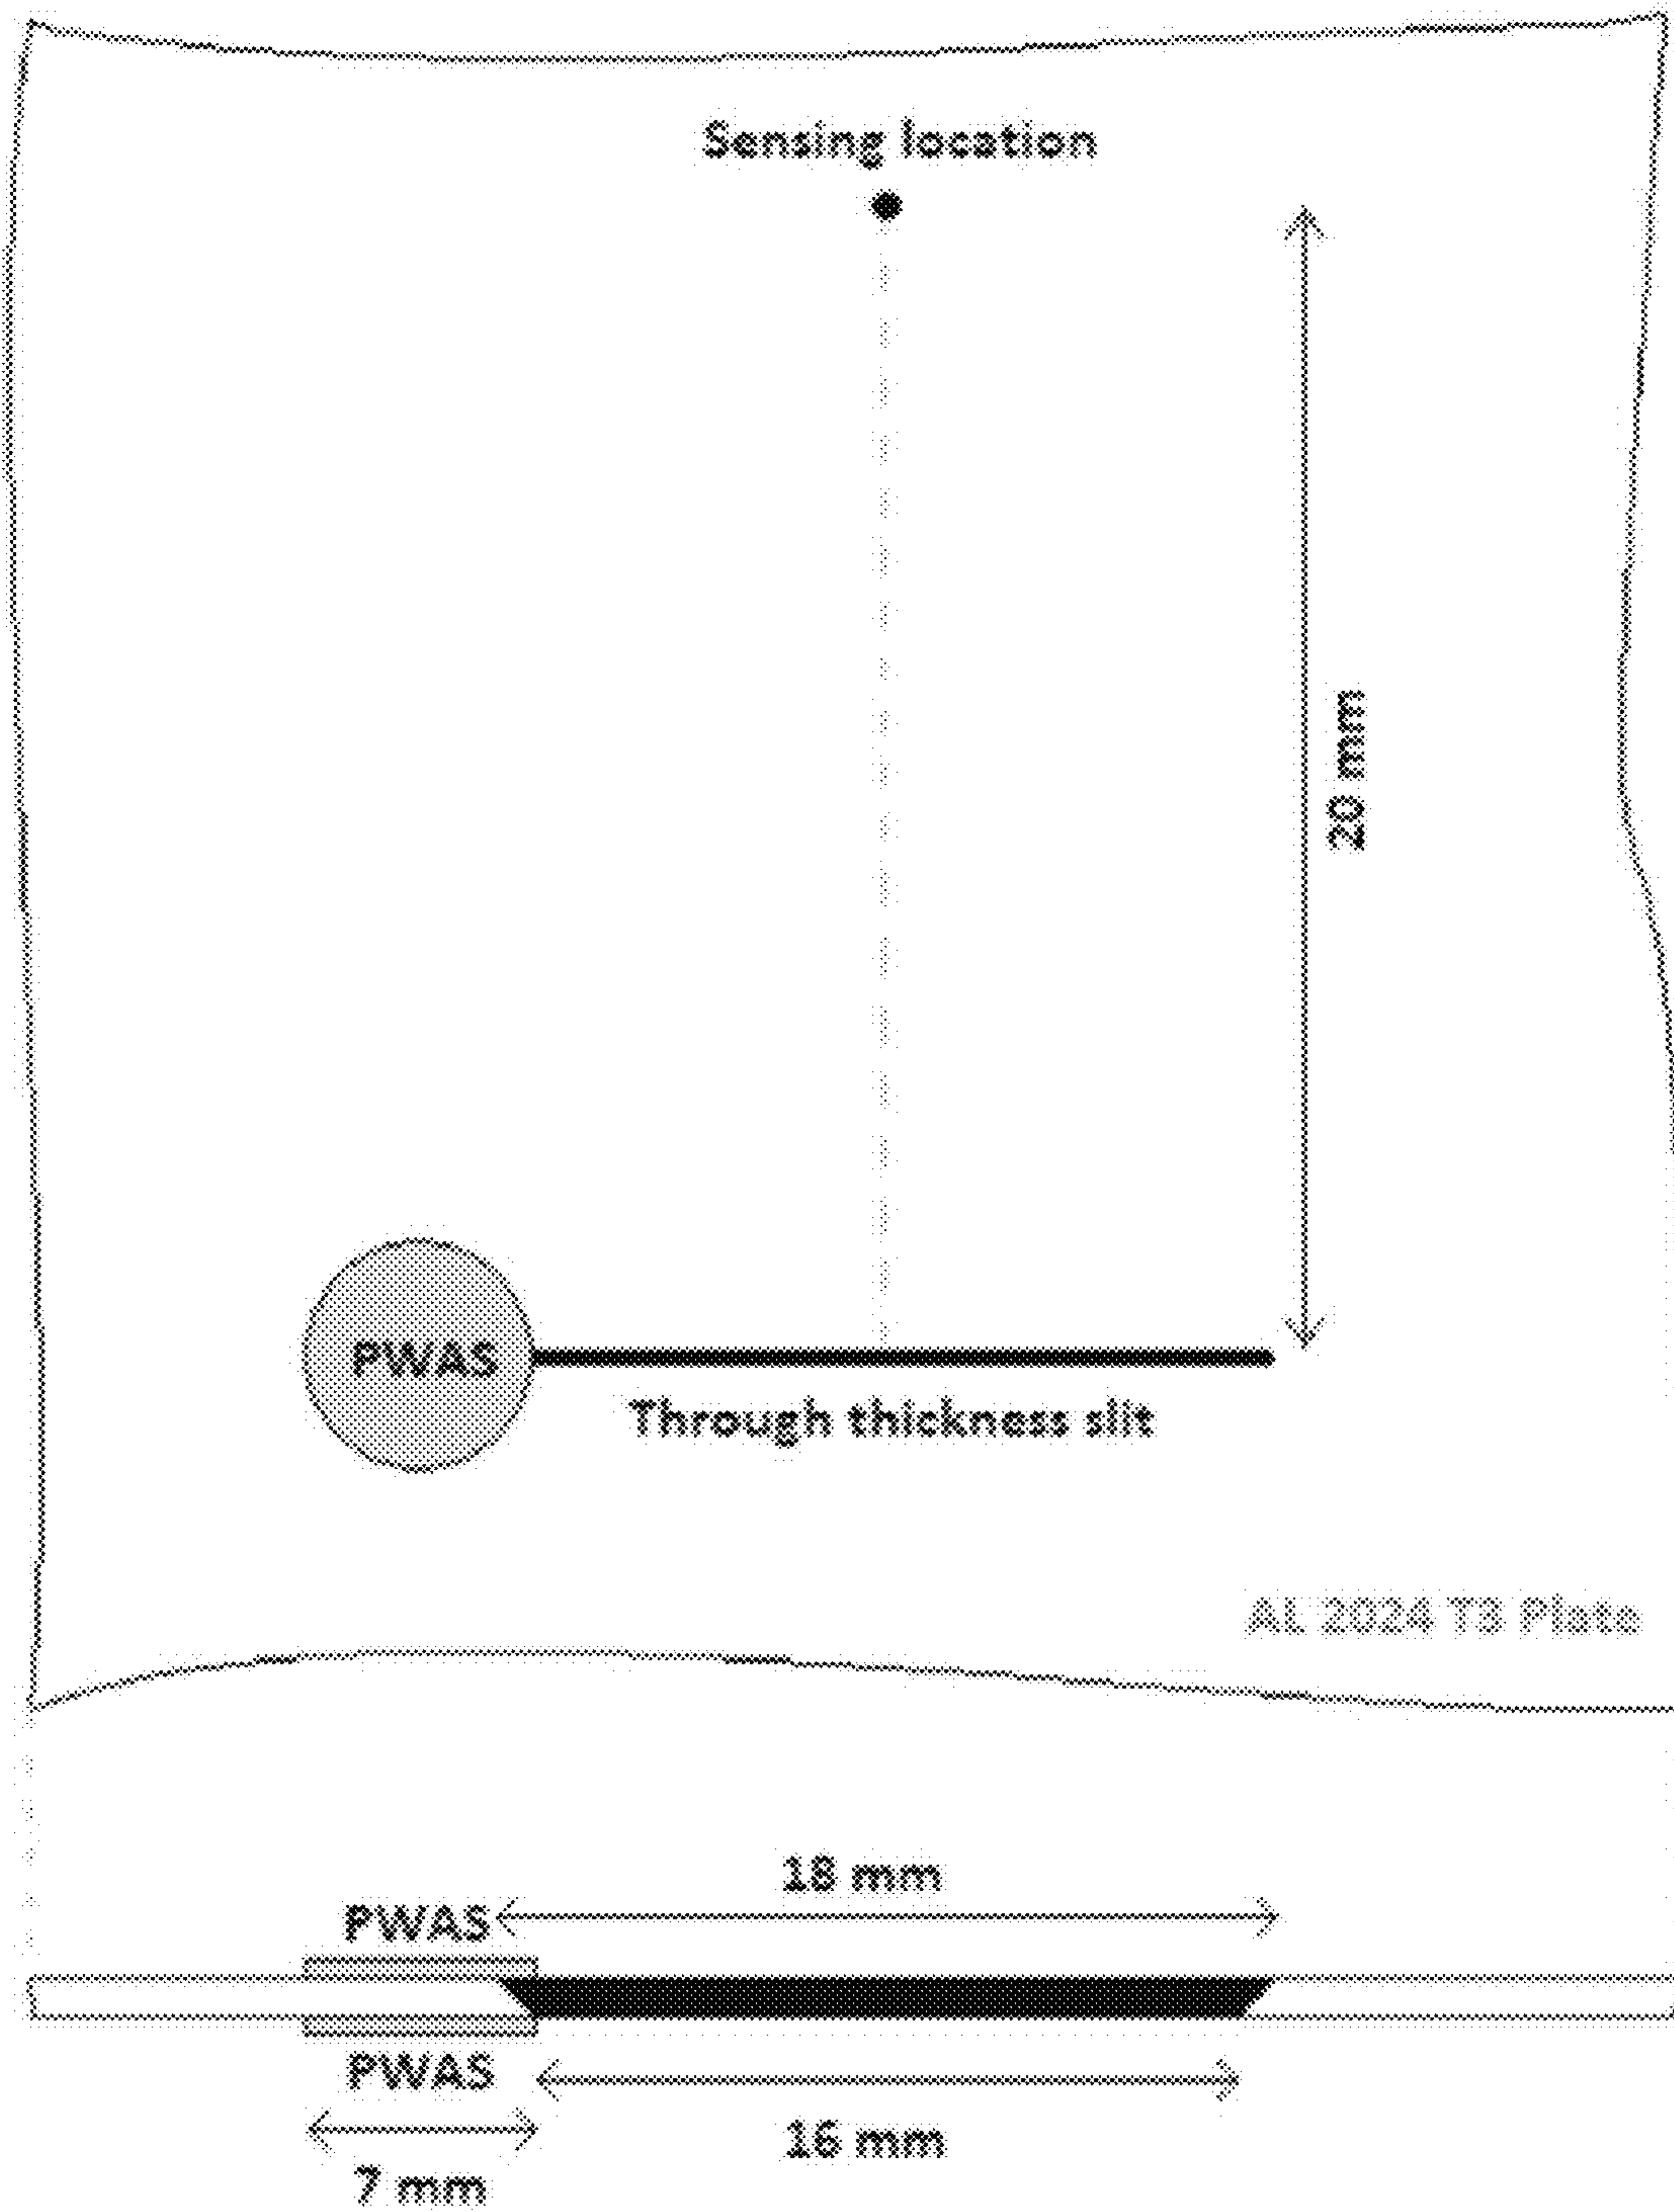 Sensing location
20 mm
PWAS
Through thickness slit
AL 2024 T3 Plate
18 mm
PWAS
PWAS
16 mm
7 mm